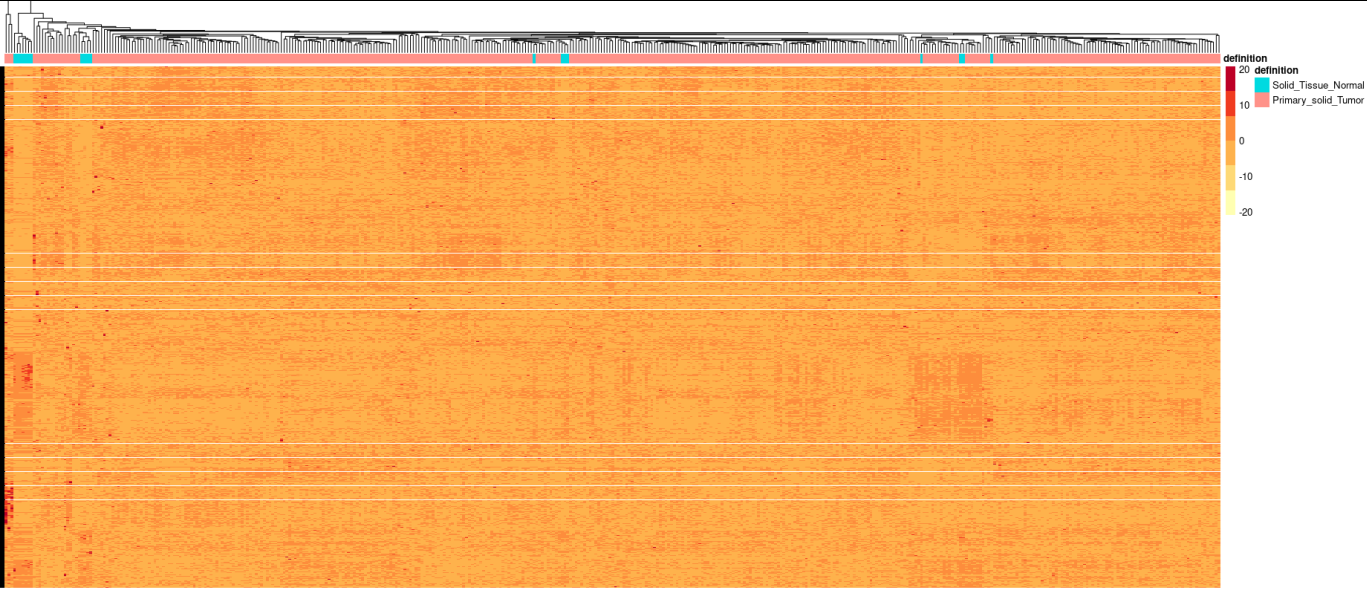 definition
20
10
0
-10
-20
definition
Solid_Tissue_Normal
Primary_solid_Tumor